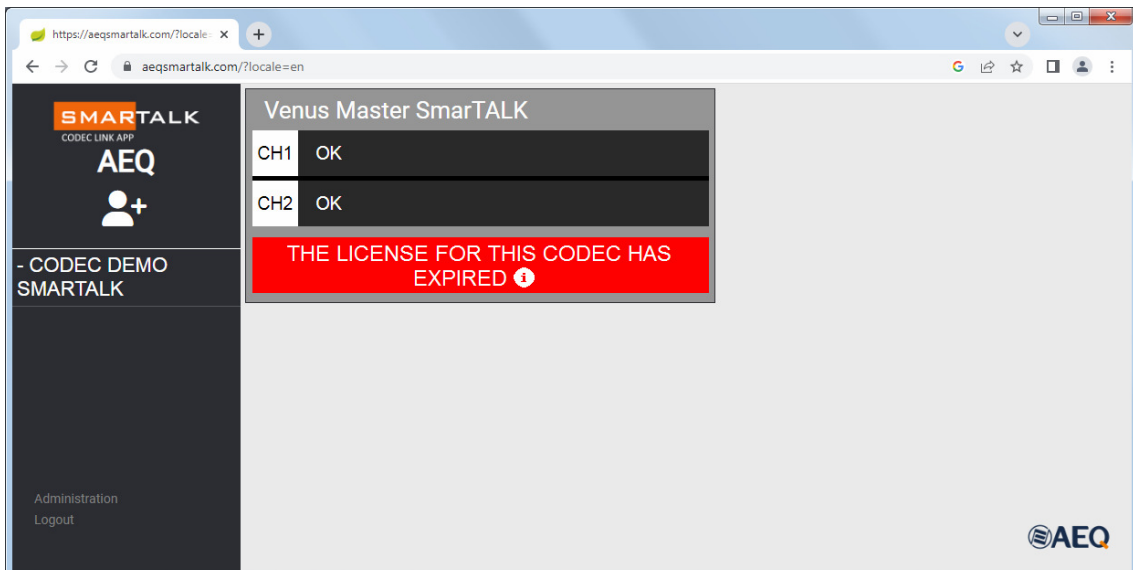 https://aeqsmartalk.com/?locale=
aeqsmartalk.com/?locale=en
SMARTALK
CODEC LINK APP
AEQ
- CODEC DEMO
SMARTALK
Administration
Logout
Venus Master SmarTALK
CH1 OK
CH2 OK
THE LICENSE FOR THIS CODEC HAS
EXPIRED
AEQ